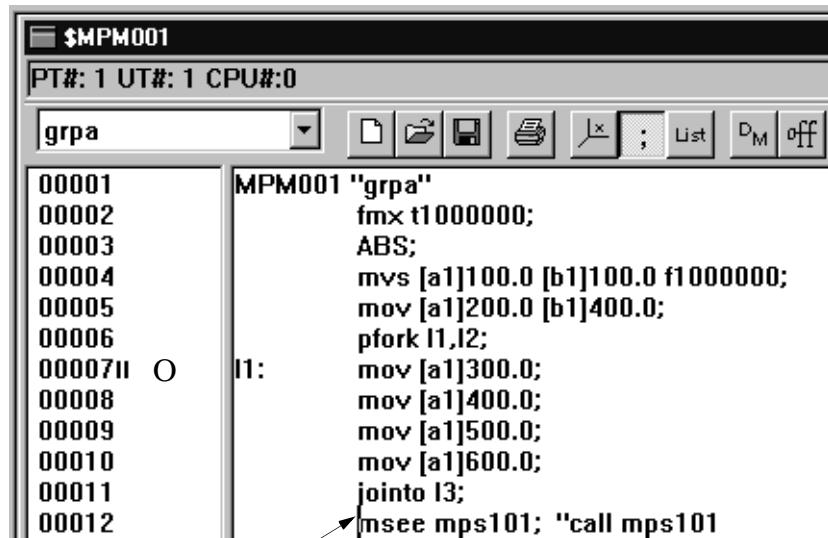 $MPM001
PT#: 1 UT#: 1 CPU#:0
grpa ; List DM off
00001 MPM001 "grpa"
00002 fmx t1000000;
00003 ABS;
00004 mvs [a1]100.0 [b1]100.0 f1000000;
00005 mov [a1]200.0 [b1]400.0;
00006 pfork l1,l2;
00007II O l1: mov [a1]300.0;
00008 mov [a1]400.0;
00009 mov [a1]500.0;
00010 mov [a1]600.0;
00011 jointo l3;
00012 msee mps101; "call mps101